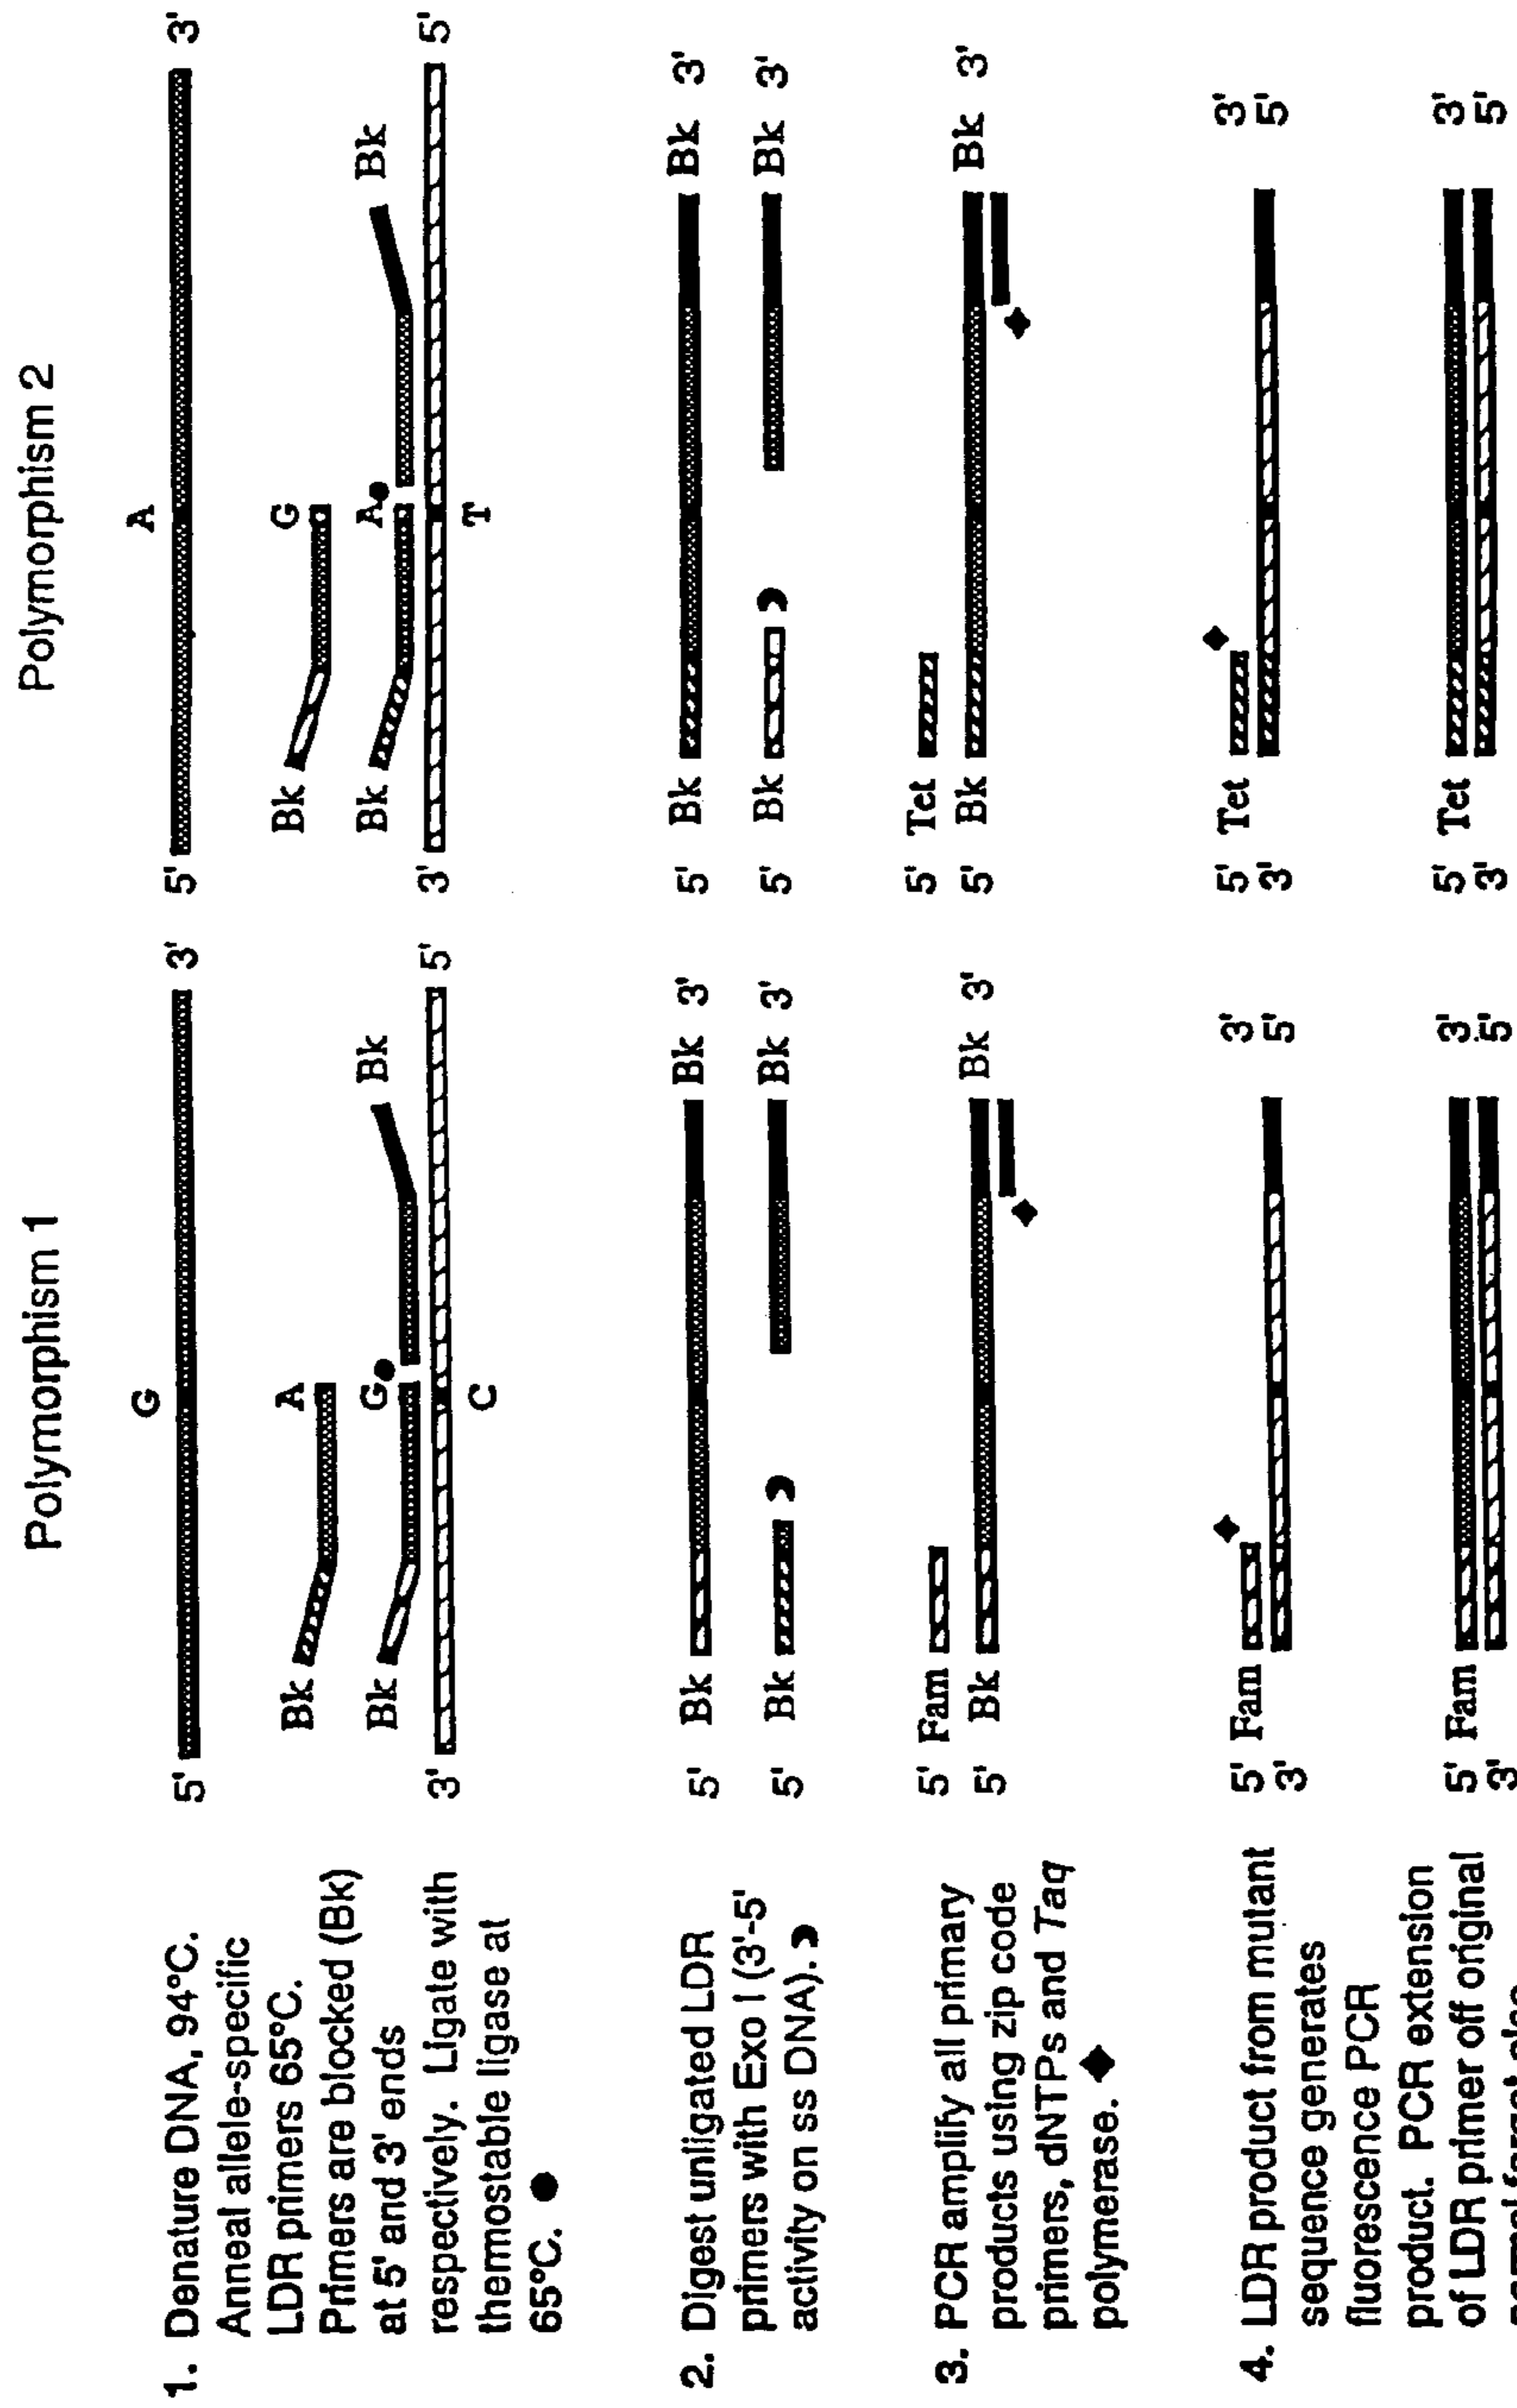 Polymorphism 1
Polymorphism 2
1. Denature DNA, 94°C.
Anneal allele-specific
LDR primers 65°C.
Primers are blocked (Bk)
at 5' and 3' ends
respectively. Ligate with
thermostable ligase at
65°C.
5' G 3'
Bk A
Bk G Bk
3' C 5'
5' A 3'
Bk G
Bk A Bk
3' T 5'
2. Digest unligated LDR
primers with Exo I (3'-5'
activity on ss DNA).
5' Bk Bk 3'
5' Bk Bk 3'
5' Bk Bk 3'
5' Bk Bk 3'
3. PCR amplify all primary
products using zip code
primers, dNTPs and Taq
polymerase.
5' Fam
5' Bk Bk 3'
5' Tet
5' Bk Bk 3'
4. LDR product from mutant
sequence generates
fluorescence PCR
product. PCR extension
of LDR primer off original
5' Fam 3'
3' 5'
5' Tet 3'
3' 5'
5' Fam 3'
3' 5'
5' Tet 3'
3' 5'